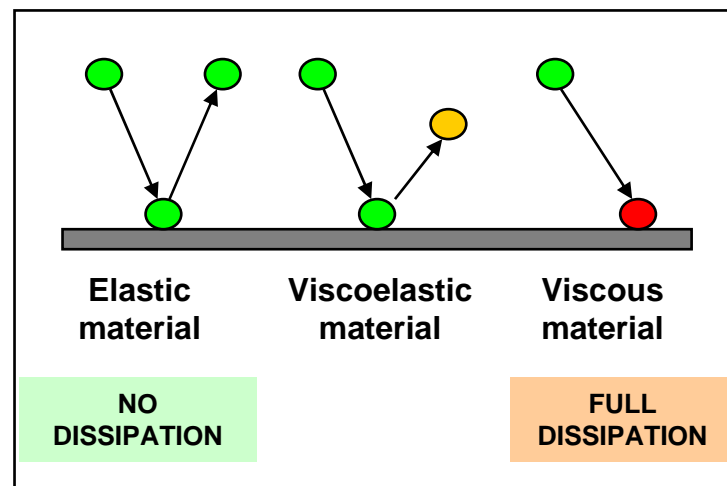 Elastic
material
Viscoelastic
material
Viscous
material
NO
DISSIPATION
FULL
DISSIPATION